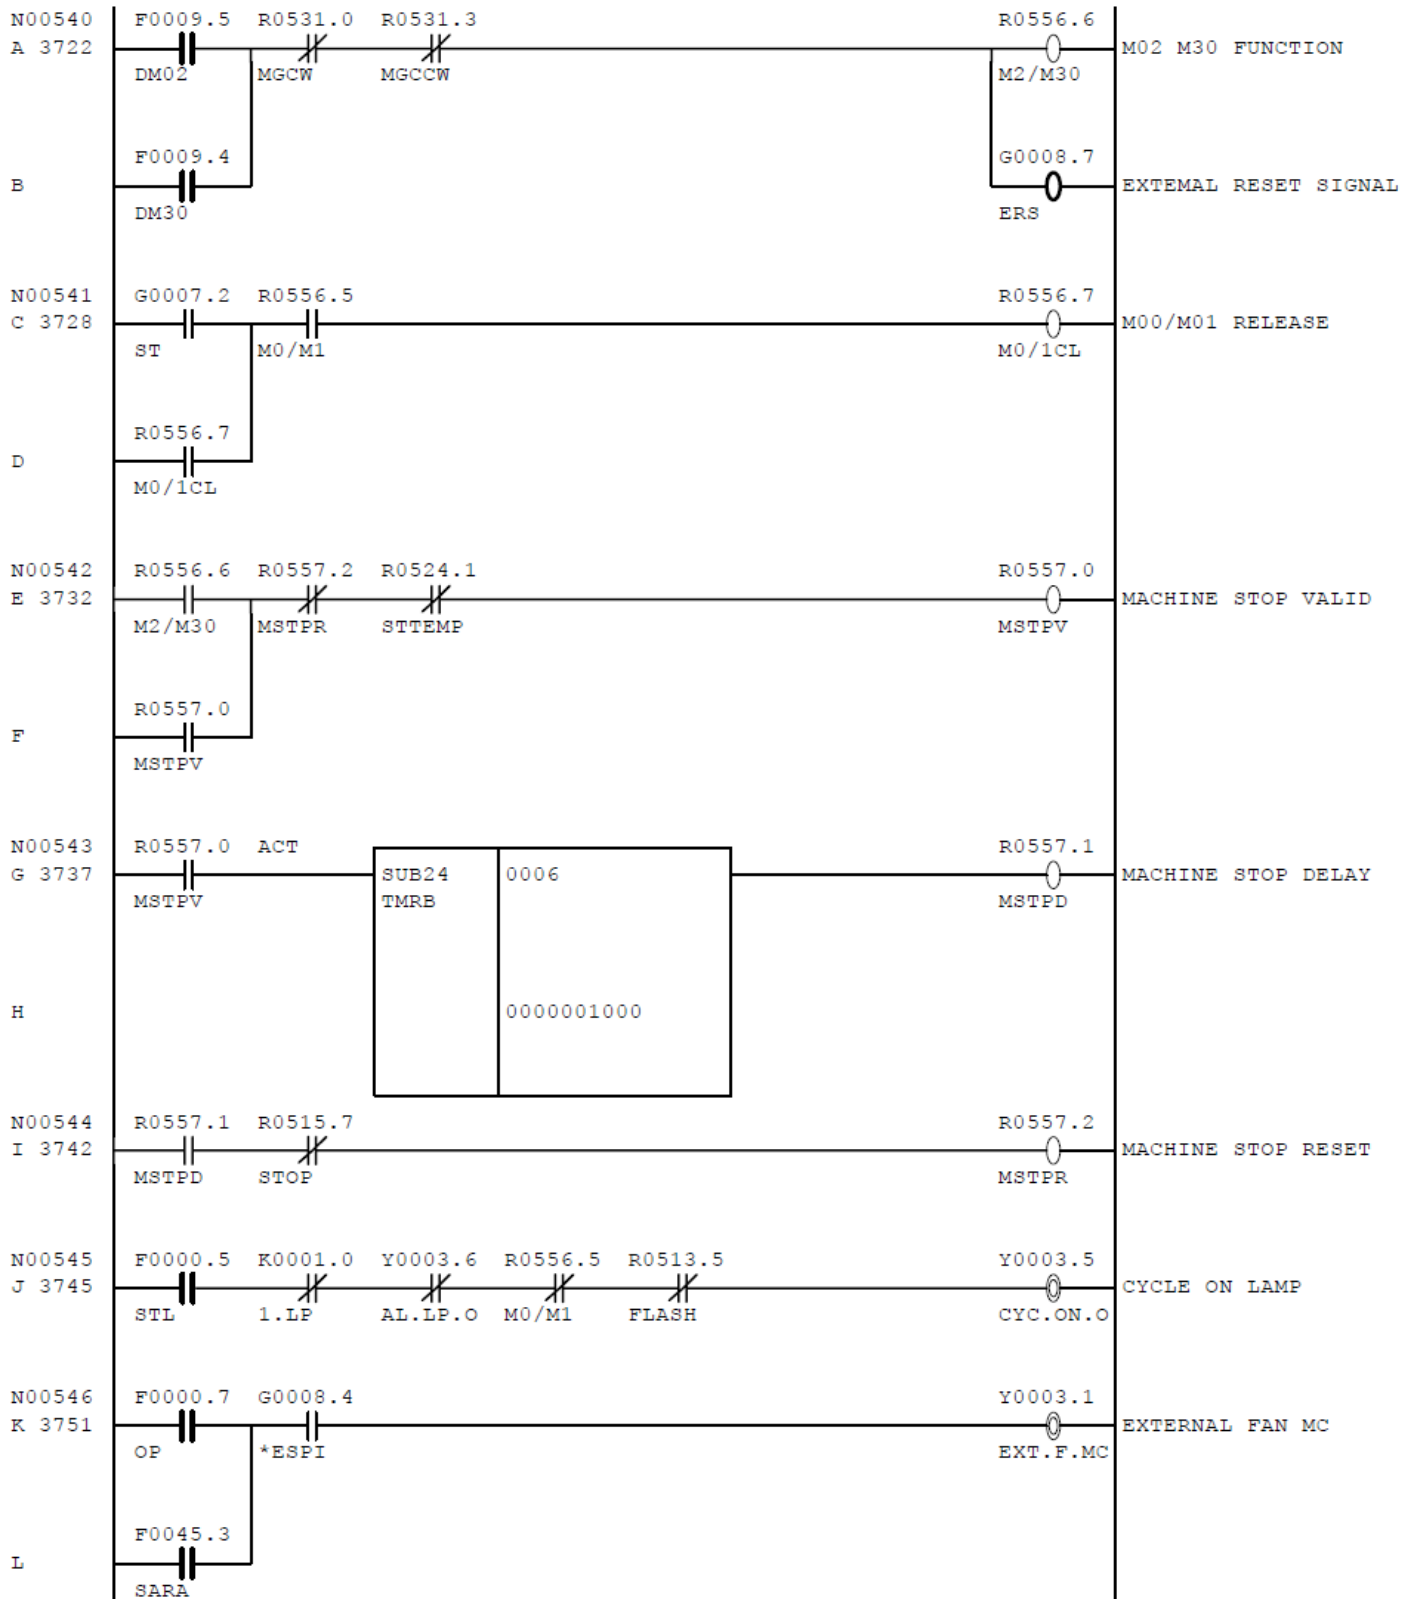 N00540 F0009.5 R0531.0 R0531.3 R0556.6
A 3722 M02 M30 FUNCTION
DM02 MGCW MGCCW M2/M30
F0009.4 G0008.7
B EXTEMAL RESET SIGNAL
DM30 ERS
N00541 G0007.2 R0556.5 R0556.7
C 3728 M00/M01 RELEASE
ST M0/M1 M0/1CL
R0556.7
D
M0/1CL
N00542 R0556.6 R0557.2 R0524.1 R0557.0
E 3732 MACHINE STOP VALID
M2/M30 MSTPR STTEMP MSTPV
R0557.0
F
MSTPV
N00543 R0557.0 ACT R0557.1
G 3737 SUB24 0006 MACHINE STOP DELAY
MSTPV TMRB MSTPD
H 0000001000
N00544 R0557.1 R0515.7 R0557.2
I 3742 MACHINE STOP RESET
MSTPD STOP MSTPR
N00545 F0000.5 K0001.0 Y0003.6 R0556.5 R0513.5 Y0003.5
J 3745 CYCLE ON LAMP
STL 1.LP AL.LP.O M0/M1 FLASH CYC.ON.O
N00546 F0000.7 G0008.4 Y0003.1
K 3751 EXTERNAL FAN MC
OP *ESPI EXT.F.MC
F0045.3
L
SARA